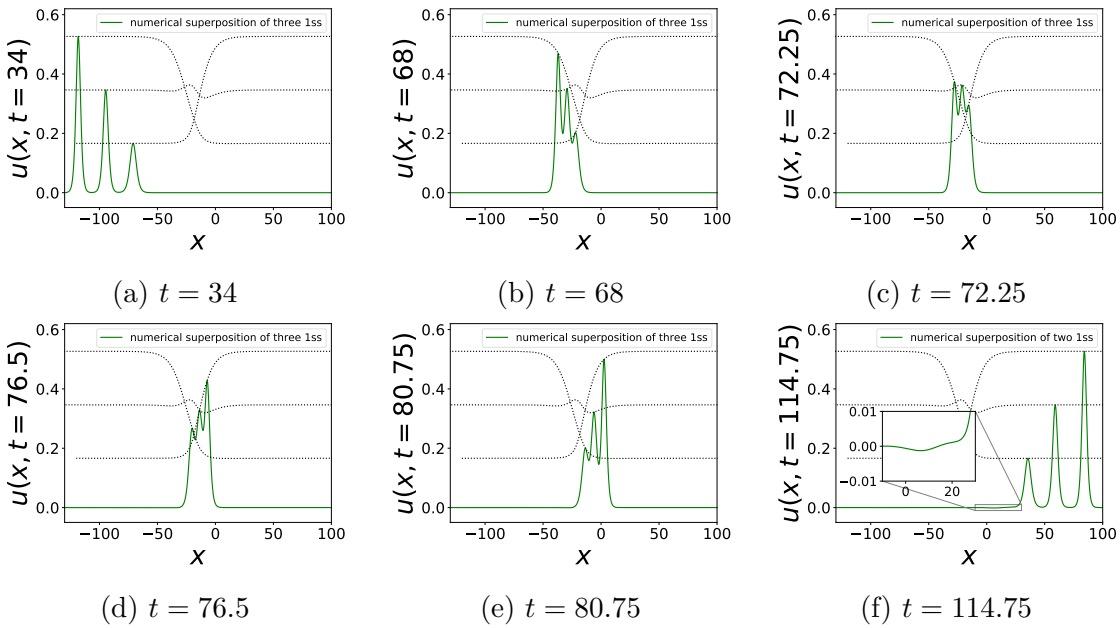 numerical superposition of three 1ss
u(x, t = 34)
0.6
0.4
0.2
0.0
−100 −50 0 50 100
x
(a) t = 34
numerical superposition of three 1ss
u(x, t = 68)
0.6
0.4
0.2
0.0
−100 −50 0 50 100
x
(b) t = 68
numerical superposition of three 1ss
u(x, t = 72.25)
0.6
0.4
0.2
0.0
−100 −50 0 50 100
x
(c) t = 72.25
numerical superposition of three 1ss
u(x, t = 76.5)
0.6
0.4
0.2
0.0
−100 −50 0 50 100
x
(d) t = 76.5
numerical superposition of three 1ss
u(x, t = 80.75)
0.6
0.4
0.2
0.0
−100 −50 0 50 100
x
(e) t = 80.75
numerical superposition of two 1ss
u(x, t = 114.75)
0.6
0.4
0.2
0.0
0.01
0.00
−0.01
0 20
−100 −50 0 50 100
x
(f) t = 114.75